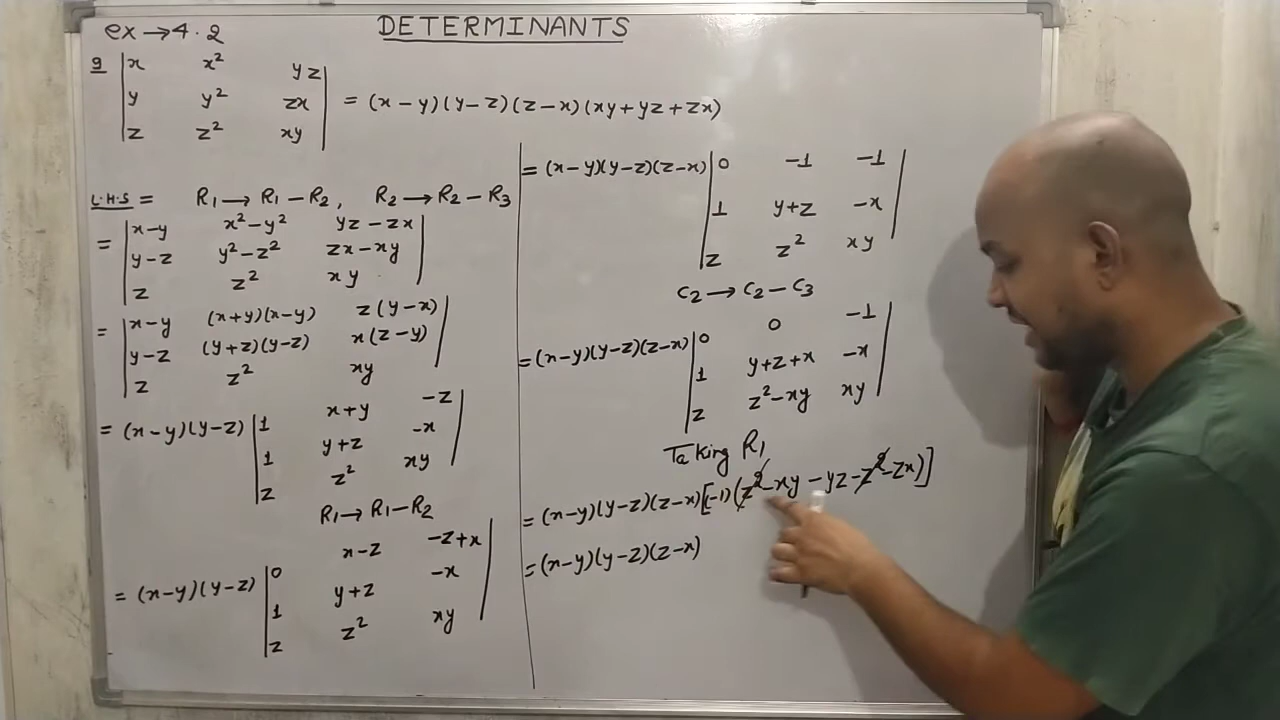 ex → 4.2
DETERMINANTS
9 | x x² yz |
| y y² zx | = (x-y)(y-z)(z-x)(xy+yz+zx)
| z z² xy |
L.H.S = R₁ → R₁-R₂, R₂ → R₂-R₃
= | x-y x²-y² yz-zx |
| y-z y²-z² zx-xy |
| z z² xy |
= | x-y (x+y)(x-y) z(y-x) |
| y-z (y+z)(y-z) x(z-y) |
| z z² xy |
= (x-y)(y-z) | 1 x+y -z |
| 1 y+z -x |
| z z² xy |
R₁ → R₁-R₂
= (x-y)(y-z) | 0 x-z -z+x |
| 1 y+z -x |
| z z² xy |
= (x-y)(y-z)(z-x) | 0 -1 -1 |
| 1 y+z -x |
| z z² xy |
C₂ → C₂-C₃
= (x-y)(y-z)(z-x) | 0 0 -1 |
| 1 y+z+x -x |
| z z²-xy xy |
Taking R₁
= (x-y)(y-z)(z-x)[(-1)(z²-xy-yz-z²-zx)]
= (x-y)(y-z)(z-x)